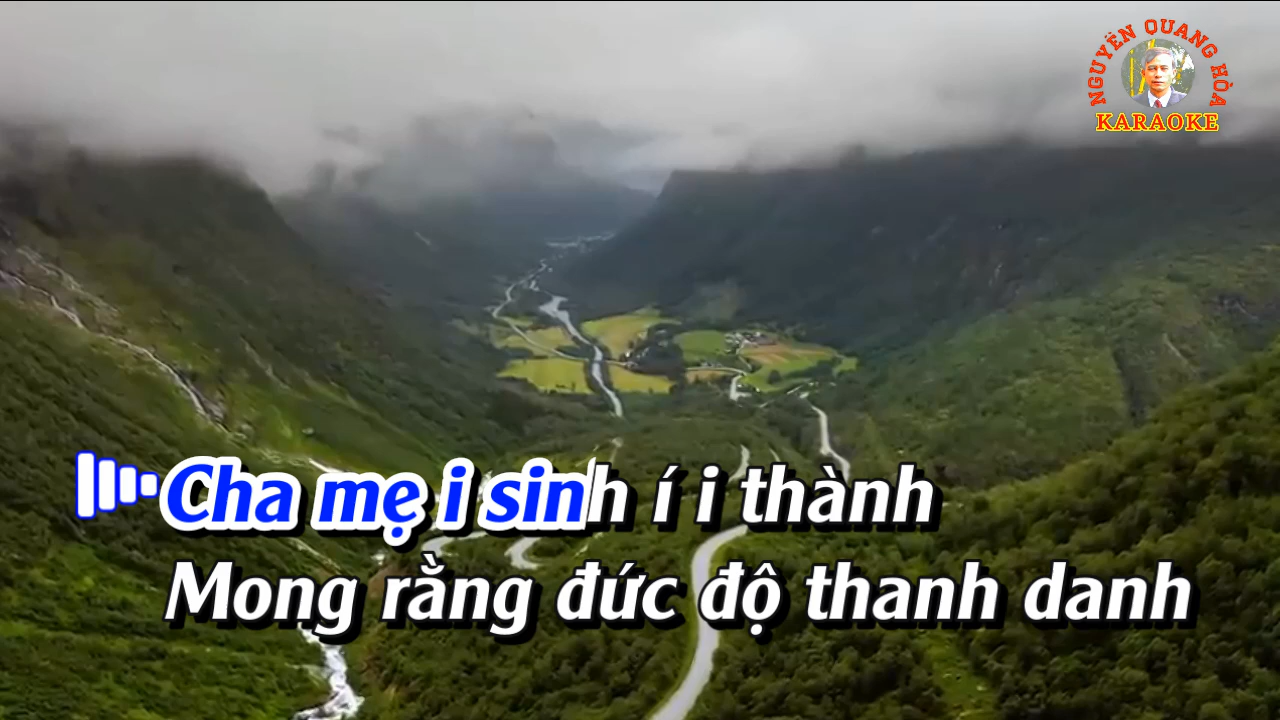 NGUYỄN QUANG HÒA
KARAOKE
Cha mẹ i sinh í i thành
Mong rằng đức độ thanh danh